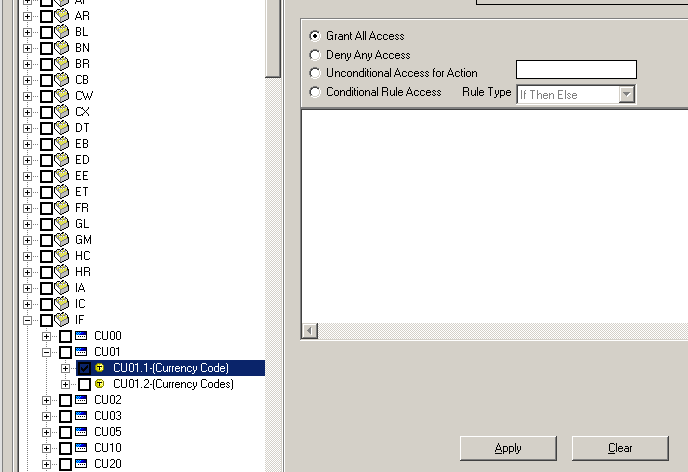 AR
BL
BN
BR
CB
CW
CX
DT
EB
ED
EE
ET
FR
GL
GM
HC
HR
IA
IC
IF
CU00
CU01
CU01.1-(Currency Code)
CU01.2-(Currency Codes)
CU02
CU03
CU05
CU10
CU20
Grant All Access
Deny Any Access
Unconditional Access for Action
Conditional Rule Access Rule Type If Then Else
Apply Clear